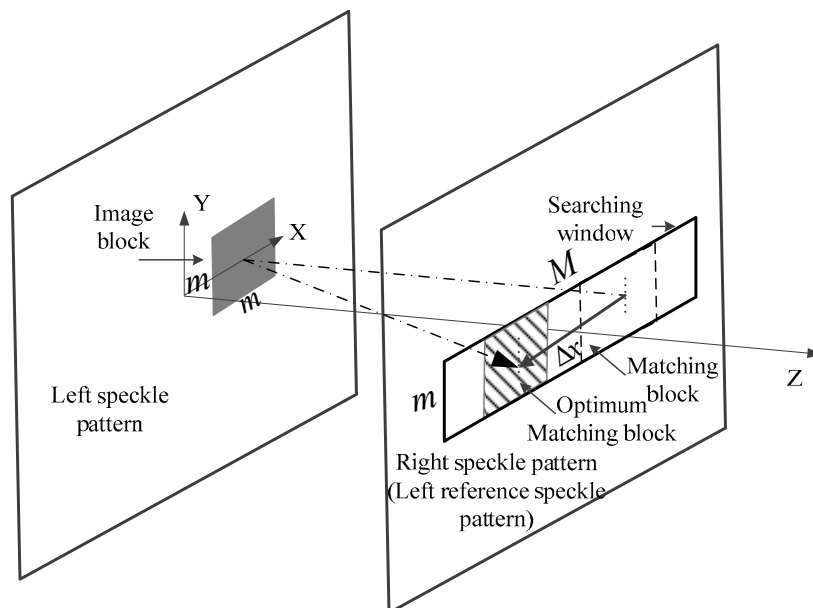 Image
block
Y
X
m
m
Left speckle
pattern
Searching
window
M
Δr
Z
m
Matching
block
Optimum
Matching block
Right speckle pattern
(Left reference speckle
pattern)